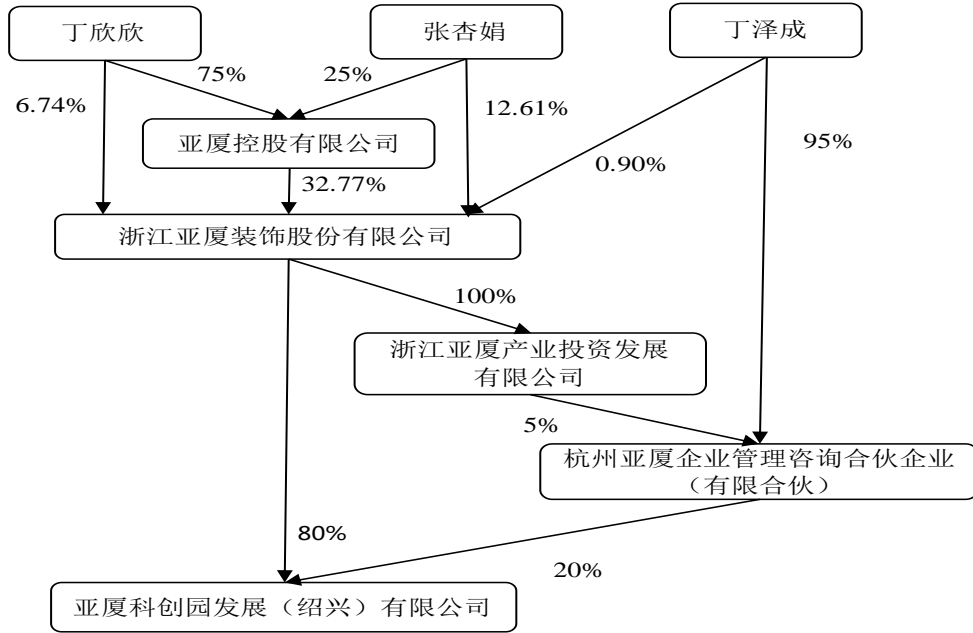 丁欣欣
张杏娟
丁泽成
75%
25%
6.74%
12.61%
95%
亚厦控股有限公司
0.90%
32.77%
浙江亚厦装饰股份有限公司
100%
浙江亚厦产业投资发展
有限公司
5%
杭州亚厦企业管理咨询合伙企业
（有限合伙）
80%
20%
亚厦科创园发展（绍兴）有限公司